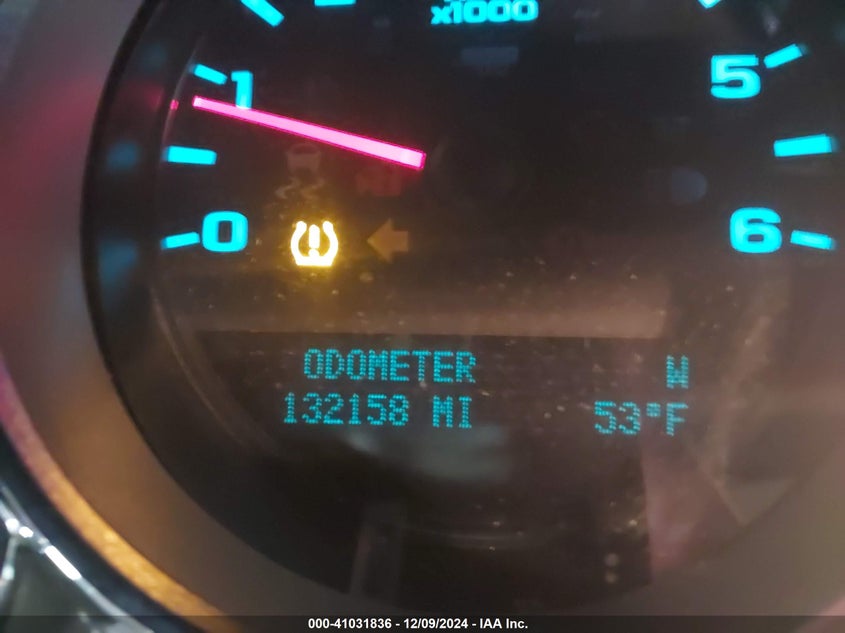 x1000
1 5
0 6
ODOMETER W
132158 MI 53°F
000-41031836 - 12/09/2024 - IAA Inc.